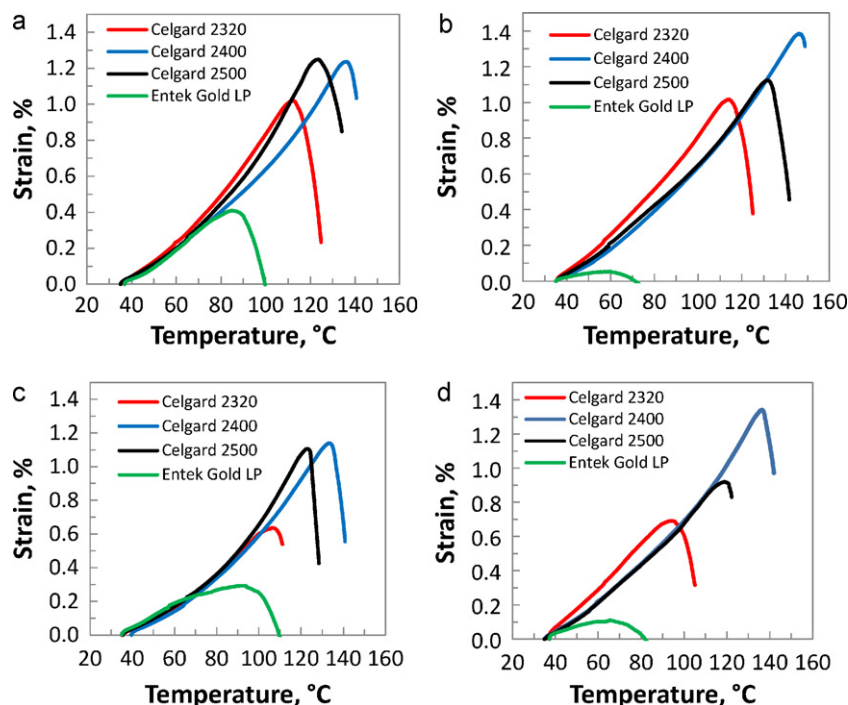 a
Celgard 2320
Celgard 2400
Celgard 2500
Entek Gold LP
Strain, %
1.4
1.2
1.0
0.8
0.6
0.4
0.2
0.0
20 40 60 80 100 120 140 160
Temperature, °C
b
Celgard 2320
Celgard 2400
Celgard 2500
Entek Gold LP
Strain, %
1.4
1.2
1.0
0.8
0.6
0.4
0.2
0.0
20 40 60 80 100 120 140 160
Temperature, °C
c
Celgard 2320
Celgard 2400
Celgard 2500
Entek Gold LP
Strain, %
1.4
1.2
1.0
0.8
0.6
0.4
0.2
0.0
20 40 60 80 100 120 140 160
Temperature, °C
d
Celgard 2320
Celgard 2400
Celgard 2500
Entek Gold LP
Strain, %
1.4
1.2
1.0
0.8
0.6
0.4
0.2
0.0
20 40 60 80 100 120 140 160
Temperature, °C